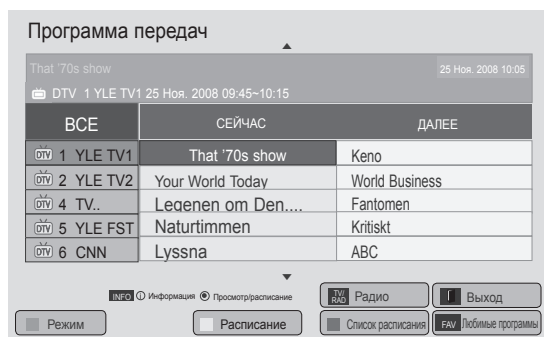 Программа передач
That '70s show 25 Ноя. 2008 10:05
DTV 1 YLE TV1 25 Ноя. 2008 09:45~10:15
ВСЕ СЕЙЧАС ДАЛЕЕ
DTV 1 YLE TV1 That '70s show Keno
DTV 2 YLE TV2 Your World Today World Business
DTV 4 TV.. Legenen om Den.... Fantomen
DTV 5 YLE FST Naturtimmen Kritiskt
DTV 6 CNN Lyssna ABC
INFO i Информация Просмотр/расписание TV/RAD Радио Выход
Режим Расписание Список расписания FAV Любимые программы